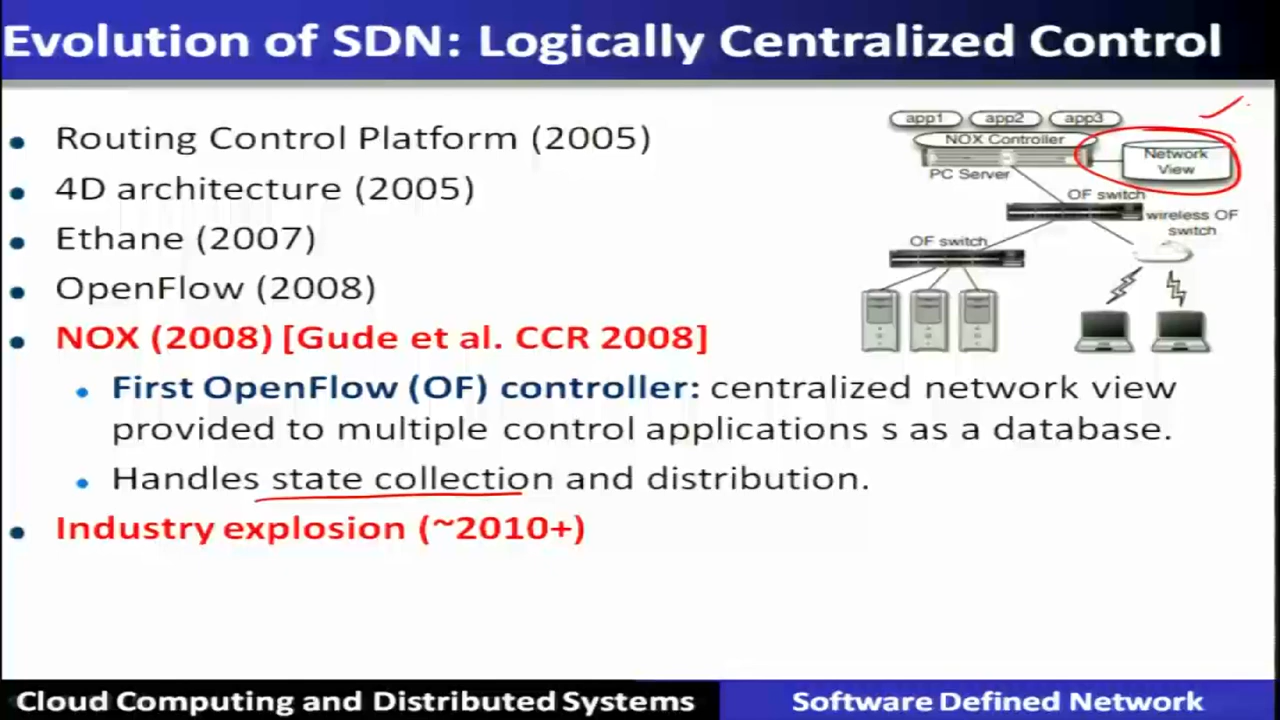 Evolution of SDN: Logically Centralized Control
Routing Control Platform (2005)
4D architecture (2005)
Ethane (2007)
OpenFlow (2008)
NOX (2008) [Gude et al. CCR 2008]
First OpenFlow (OF) controller: centralized network view
provided to multiple control applications s as a database.
Handles state collection and distribution.
Industry explosion (~2010+)
app1 app2 app3
NOX Controller
PC Server
Network
View
OF switch
wireless OF
switch
OF switch
Cloud Computing and Distributed Systems
Software Defined Network